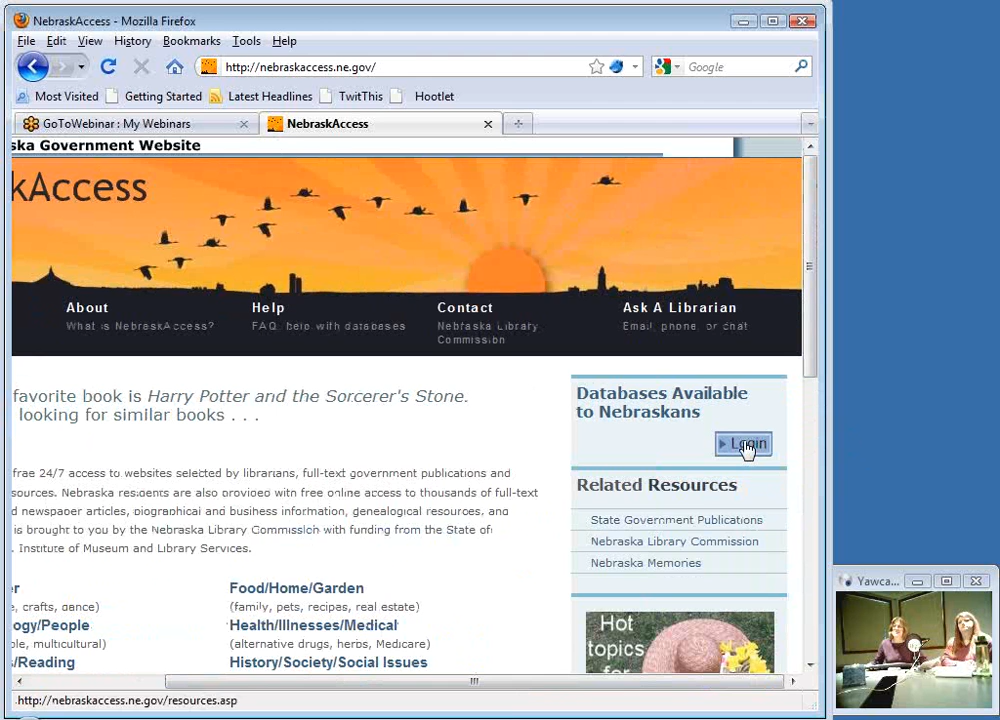 NebraskAccess - Mozilla Firefox
File Edit View History Bookmarks Tools Help
http://nebraskaccess.ne.gov/
Google
Most Visited Getting Started Latest Headlines TwitThis Hootlet
GoToWebinar : My Webinars
NebraskAccess
ska Government Website
kAccess
About
What is NebraskAccess?
Help
FAQ, help with databases
Contact
Nebraska Library
Commission
Ask A Librarian
Email, phone, or chat
favorite book is Harry Potter and the Sorcerer's Stone.
looking for similar books . . .
free 24/7 access to websites selected by librarians, full-text government publications and
sources. Nebraska residents are also provided with free online access to thousands of full-text
d newspaper articles, biographical and business information, genealogical resources, and
is brought to you by the Nebraska Library Commission with funding from the State of
. Institute of Museum and Library Services.
er
, crafts, dance)
ogy/People
ple, multicultural)
/Reading
Food/Home/Garden
(family, pets, recipes, real estate)
Health/Illnesses/Medical
(alternative drugs, herbs, Medicare)
History/Society/Social Issues
Databases Available
to Nebraskans
Login
Related Resources
State Government Publications
Nebraska Library Commission
Nebraska Memories
Hot
topics
for
http://nebraskaccess.ne.gov/resources.asp
Yawca...